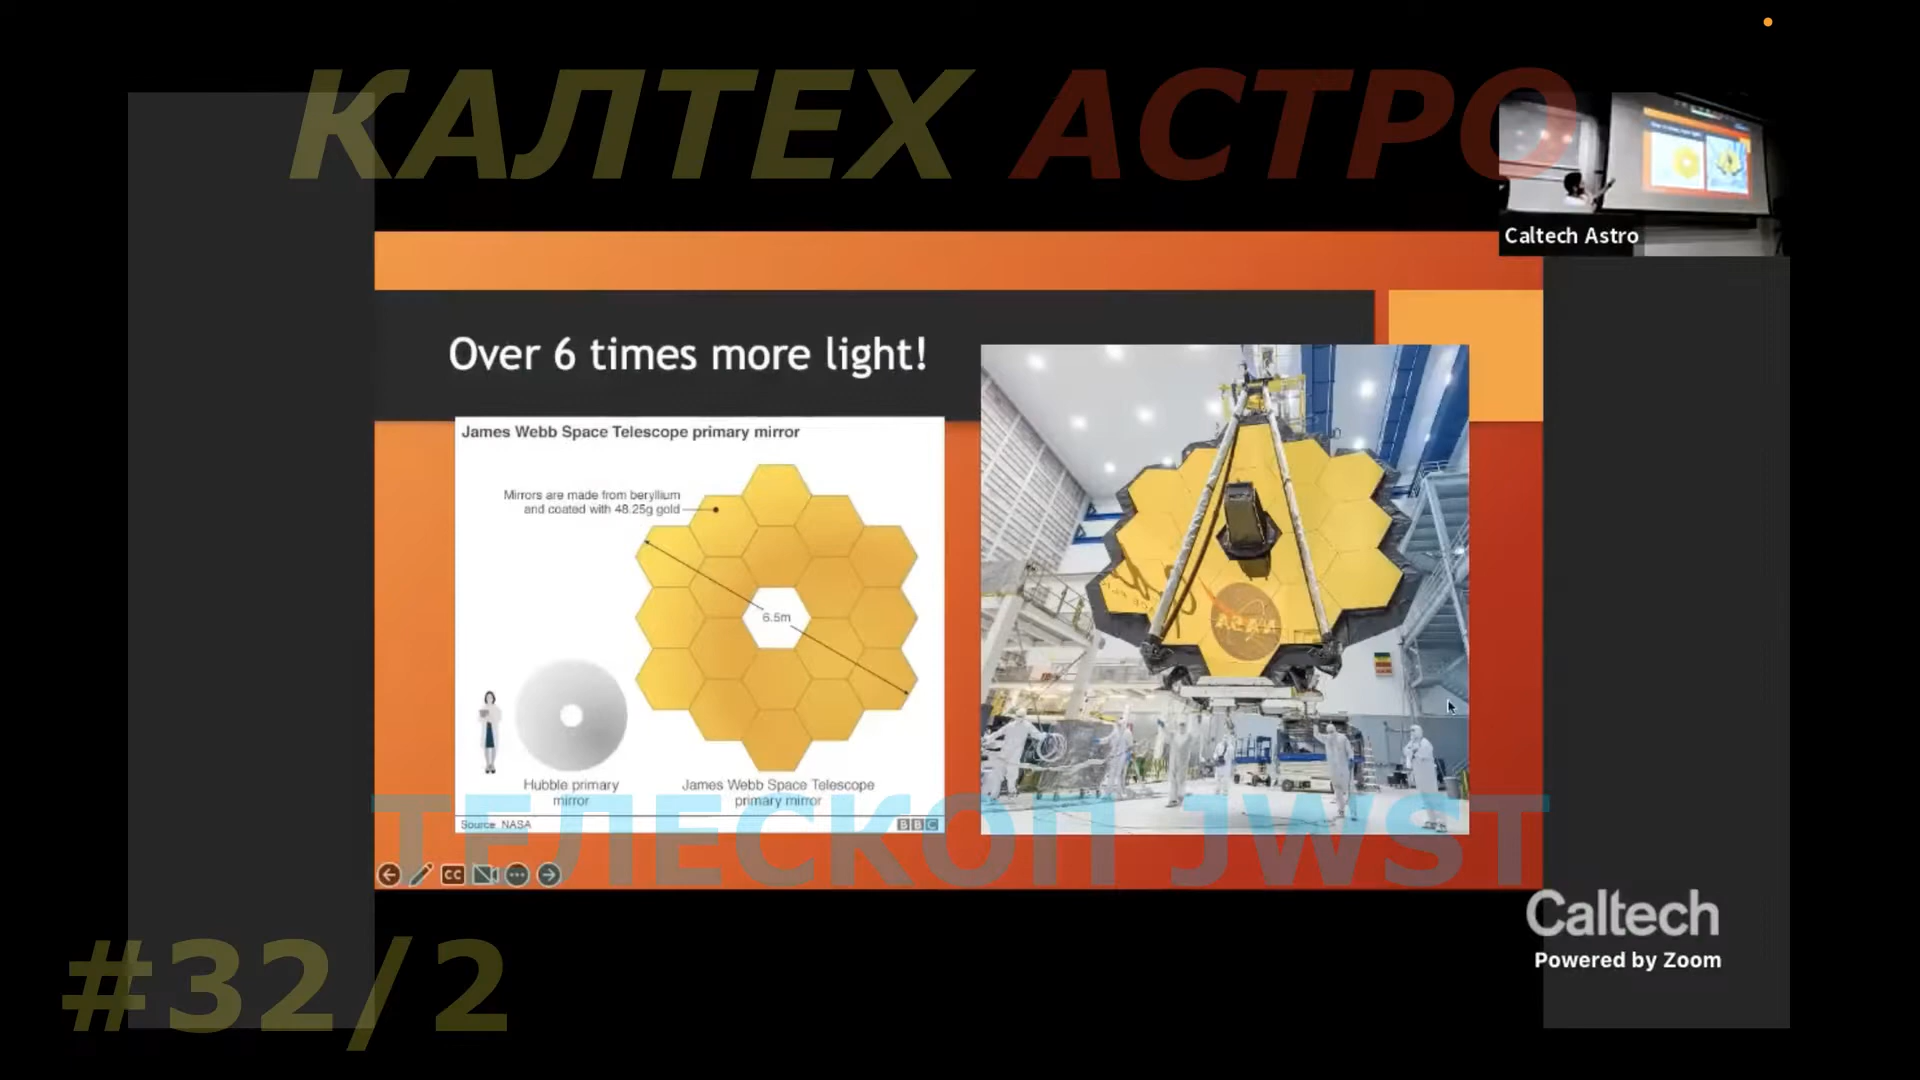 КАЛТЕХ АСТРО
Caltech Astro
Over 6 times more light!
James Webb Space Telescope primary mirror
Mirrors are made from beryllium
and coated with 48.25g gold
6.5m
Hubble primary
mirror
James Webb Space Telescope
primary mirror
Source: NASA
BBC
NASA
CC
ТЕЛЕСКОП JWST
Caltech
Powered by Zoom
#32/2